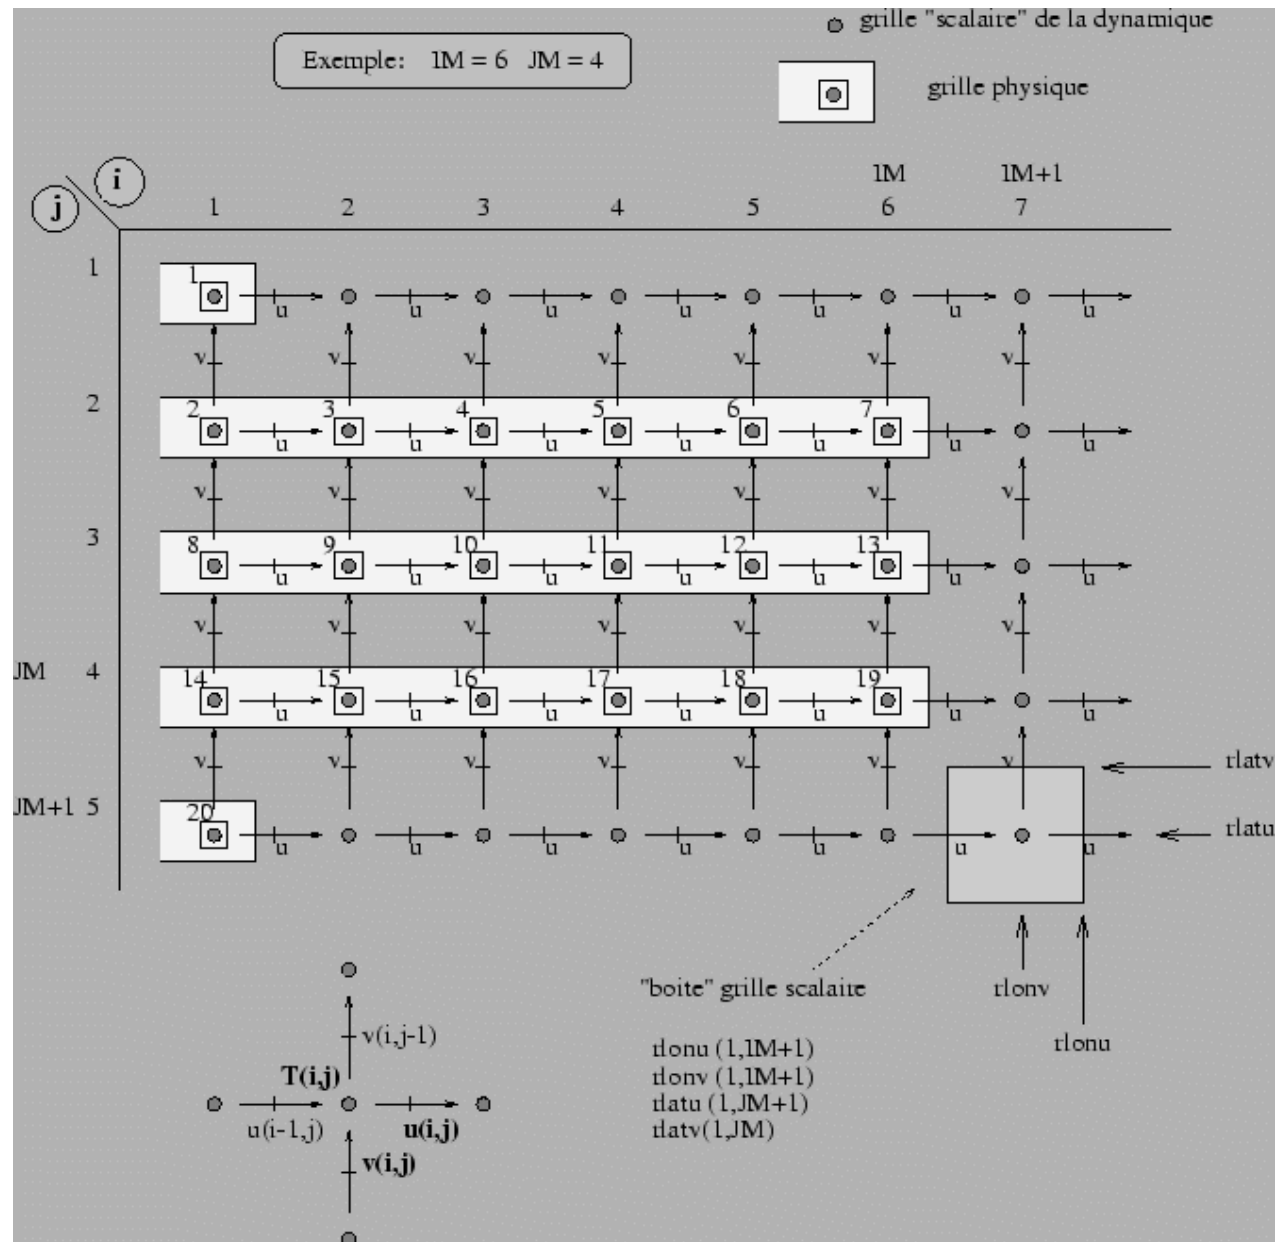 grille "scalaire" de la dynamique
Exemple: IM = 6 JM = 4
grille physique
i
j
IM IM+1
1 2 3 4 5 6 7
1
1
u u u u u u u
v v v v v v v
2
2 3 4 5 6 7
u u u u u u u
v v v v v v v
3
8 9 10 11 12 13
u u u u u u u
v v v v v v v
JM 4
14 15 16 17 18 19
u u u u u u u
v v v v v v v
rlatv
JM+1 5
20
rlatu
u u u u u u u
"boite" grille scalaire
rlonv
rlonu
v(i,j-1)
T(i,j)
u(i-1,j) u(i,j)
v(i,j)
rlonu (1,IM+1)
rlonv (1,IM+1)
rlatu (1,JM+1)
rlatv(1,JM)